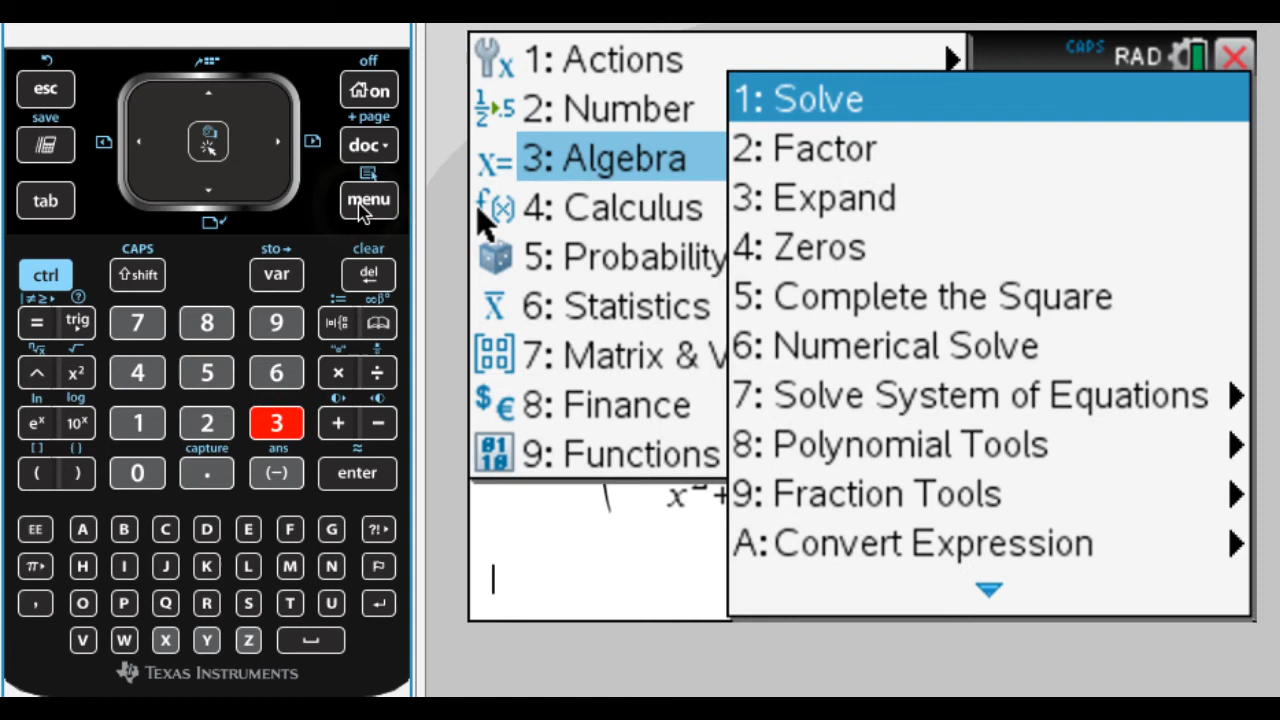 off
esc
on
save
+ page
doc
tab
menu
CAPS
sto→
clear
ctrl
⇧shift
var
del
|≠≥▸
:=
∞β°
=
trig
7
8
9
ⁿ√x
√
^
x²
4
5
6
×
÷
ln
log
eˣ
10ˣ
1
2
3
+
−
[ ]
{ }
capture
ans
≈
(
)
0
.
(−)
enter
EE
A
B
C
D
E
F
G
?!▸
π▸
H
I
J
K
L
M
N
,
O
P
Q
R
S
T
U
V
W
X
Y
Z
TEXAS INSTRUMENTS
1: Actions
2: Number
3: Algebra
4: Calculus
5: Probability
6: Statistics
7: Matrix & V
8: Finance
9: Functions
CAPS RAD
1: Solve
2: Factor
3: Expand
4: Zeros
5: Complete the Square
6: Numerical Solve
7: Solve System of Equations
8: Polynomial Tools
9: Fraction Tools
A: Convert Expression